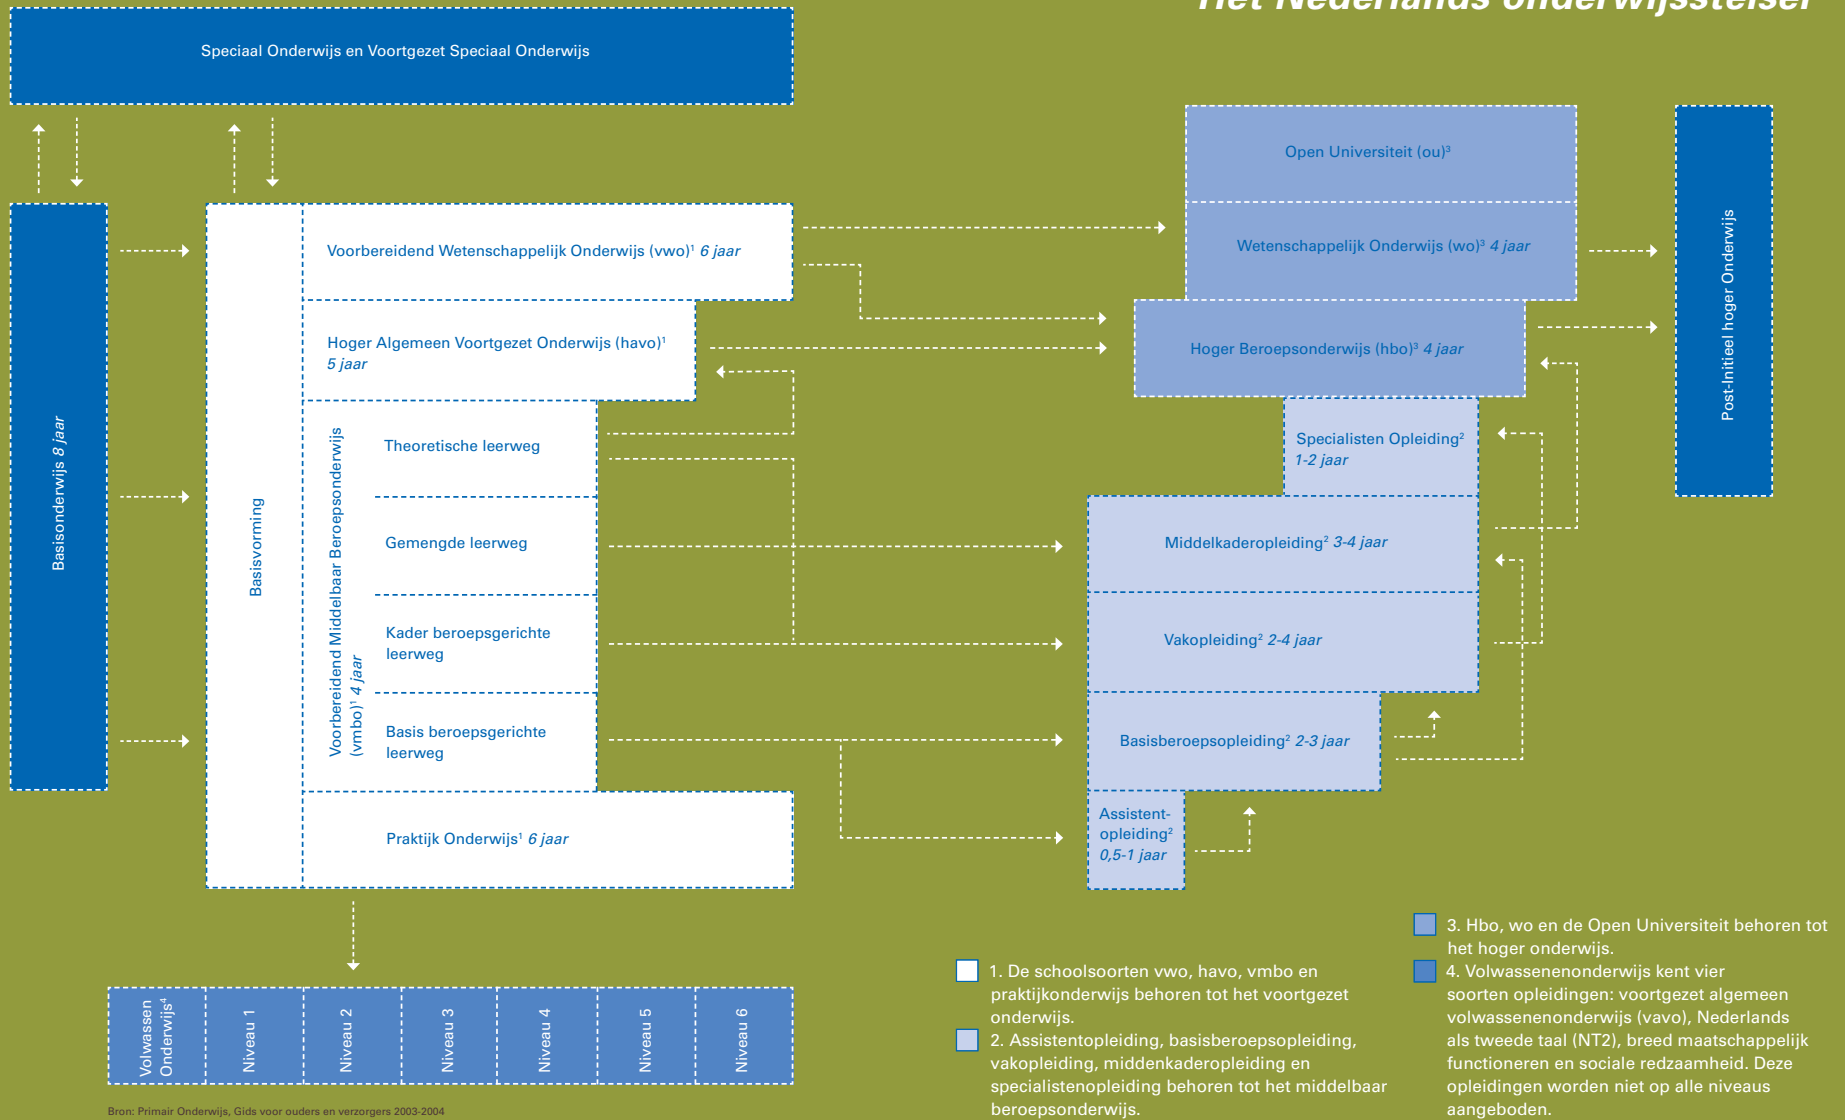 Het Nederlands onderwijsstelsel
Speciaal Onderwijs en Voortgezet Speciaal Onderwijs
Basisonderwijs 8 jaar
Basisvorming
Voorbereidend Wetenschappelijk Onderwijs (vwo)¹ 6 jaar
Hoger Algemeen Voortgezet Onderwijs (havo)¹
5 jaar
Voorbereidend Middelbaar Beroepsonderwijs
(vmbo)¹ 4 jaar
Theoretische leerweg
Gemengde leerweg
Kader beroepsgerichte
leerweg
Basis beroepsgerichte
leerweg
Praktijk Onderwijs¹ 6 jaar
Open Universiteit (ou)³
Wetenschappelijk Onderwijs (wo)³ 4 jaar
Hoger Beroepsonderwijs (hbo)³ 4 jaar
Specialisten Opleiding²
1-2 jaar
Middelkaderopleiding² 3-4 jaar
Vakopleiding² 2-4 jaar
Basisberoepsopleiding² 2-3 jaar
Assistent-
opleiding²
0,5-1 jaar
Post-Initieel hoger Onderwijs
Volwassen
Onderwijs⁴
Niveau 1
Niveau 2
Niveau 3
Niveau 4
Niveau 5
Niveau 6
1. De schoolsoorten vwo, havo, vmbo en
praktijkonderwijs behoren tot het voortgezet
onderwijs.
2. Assistentopleiding, basisberoepsopleiding,
vakopleiding, middenkaderopleiding en
specialistenopleiding behoren tot het middelbaar
beroepsonderwijs.
3. Hbo, wo en de Open Universiteit behoren tot
het hoger onderwijs.
4. Volwassenenonderwijs kent vier
soorten opleidingen: voortgezet algemeen
volwassenenonderwijs (vavo), Nederlands
als tweede taal (NT2), breed maatschappelijk
functioneren en sociale redzaamheid. Deze
opleidingen worden niet op alle niveaus
aangeboden.
Bron: Primair Onderwijs, Gids voor ouders en verzorgers 2003-2004